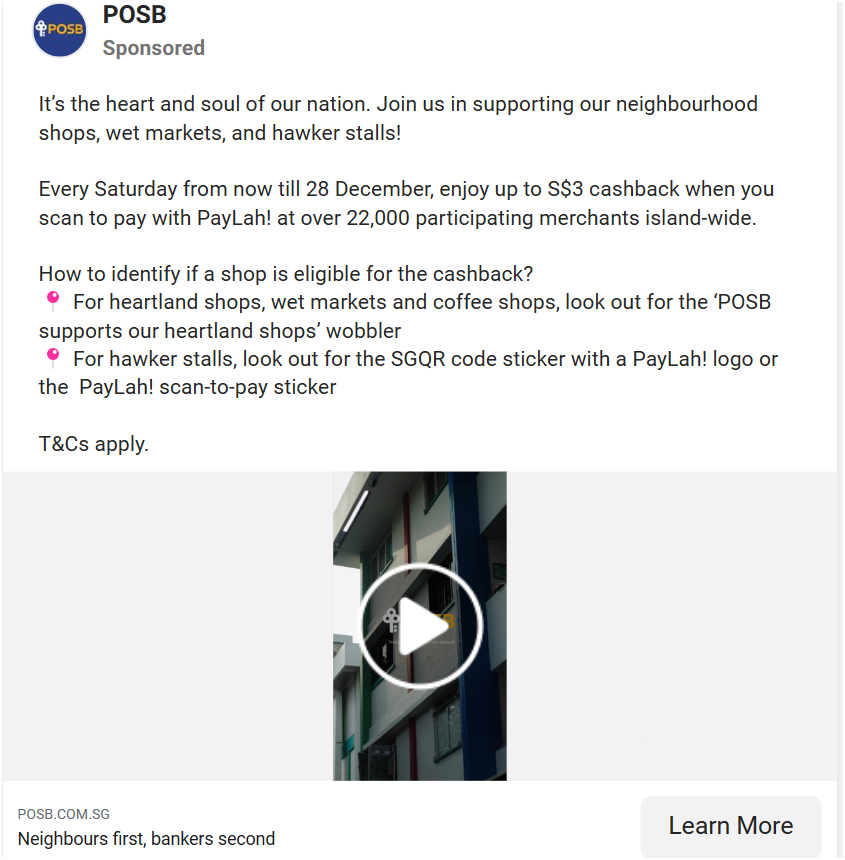 POSB
POSB
Sponsored
It’s the heart and soul of our nation. Join us in supporting our neighbourhood
shops, wet markets, and hawker stalls!
Every Saturday from now till 28 December, enjoy up to S$3 cashback when you
scan to pay with PayLah! at over 22,000 participating merchants island-wide.
How to identify if a shop is eligible for the cashback?
📍 For heartland shops, wet markets and coffee shops, look out for the ‘POSB
supports our heartland shops’ wobbler
📍 For hawker stalls, look out for the SGQR code sticker with a PayLah! logo or
the PayLah! scan-to-pay sticker
T&Cs apply.
POSB.COM.SG
Neighbours first, bankers second
Learn More